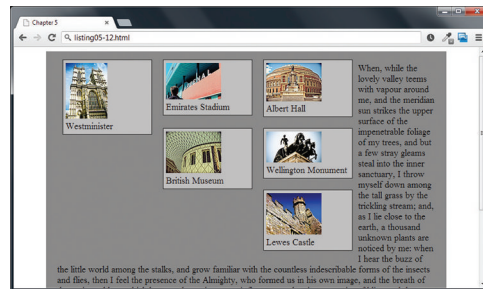 Chapter 5
listing05-12.html
Westminister
Emirates Stadium
British Museum
Albert Hall
Wellington Monument
Lewes Castle
When, while the
lovely valley teems
with vapour around
me, and the meridian
sun strikes the upper
surface of the
impenetrable foliage
of my trees, and but
a few stray gleams
steal into the inner
sanctuary, I throw
myself down among
the tall grass by the
trickling stream; and,
as I lie close to the
earth, a thousand
unknown plants are
noticed by me: when
I hear the buzz of
the little world among the stalks, and grow familiar with the countless indescribable forms of the insects
and flies, then I feel the presence of the Almighty, who formed us in his own image, and the breath of